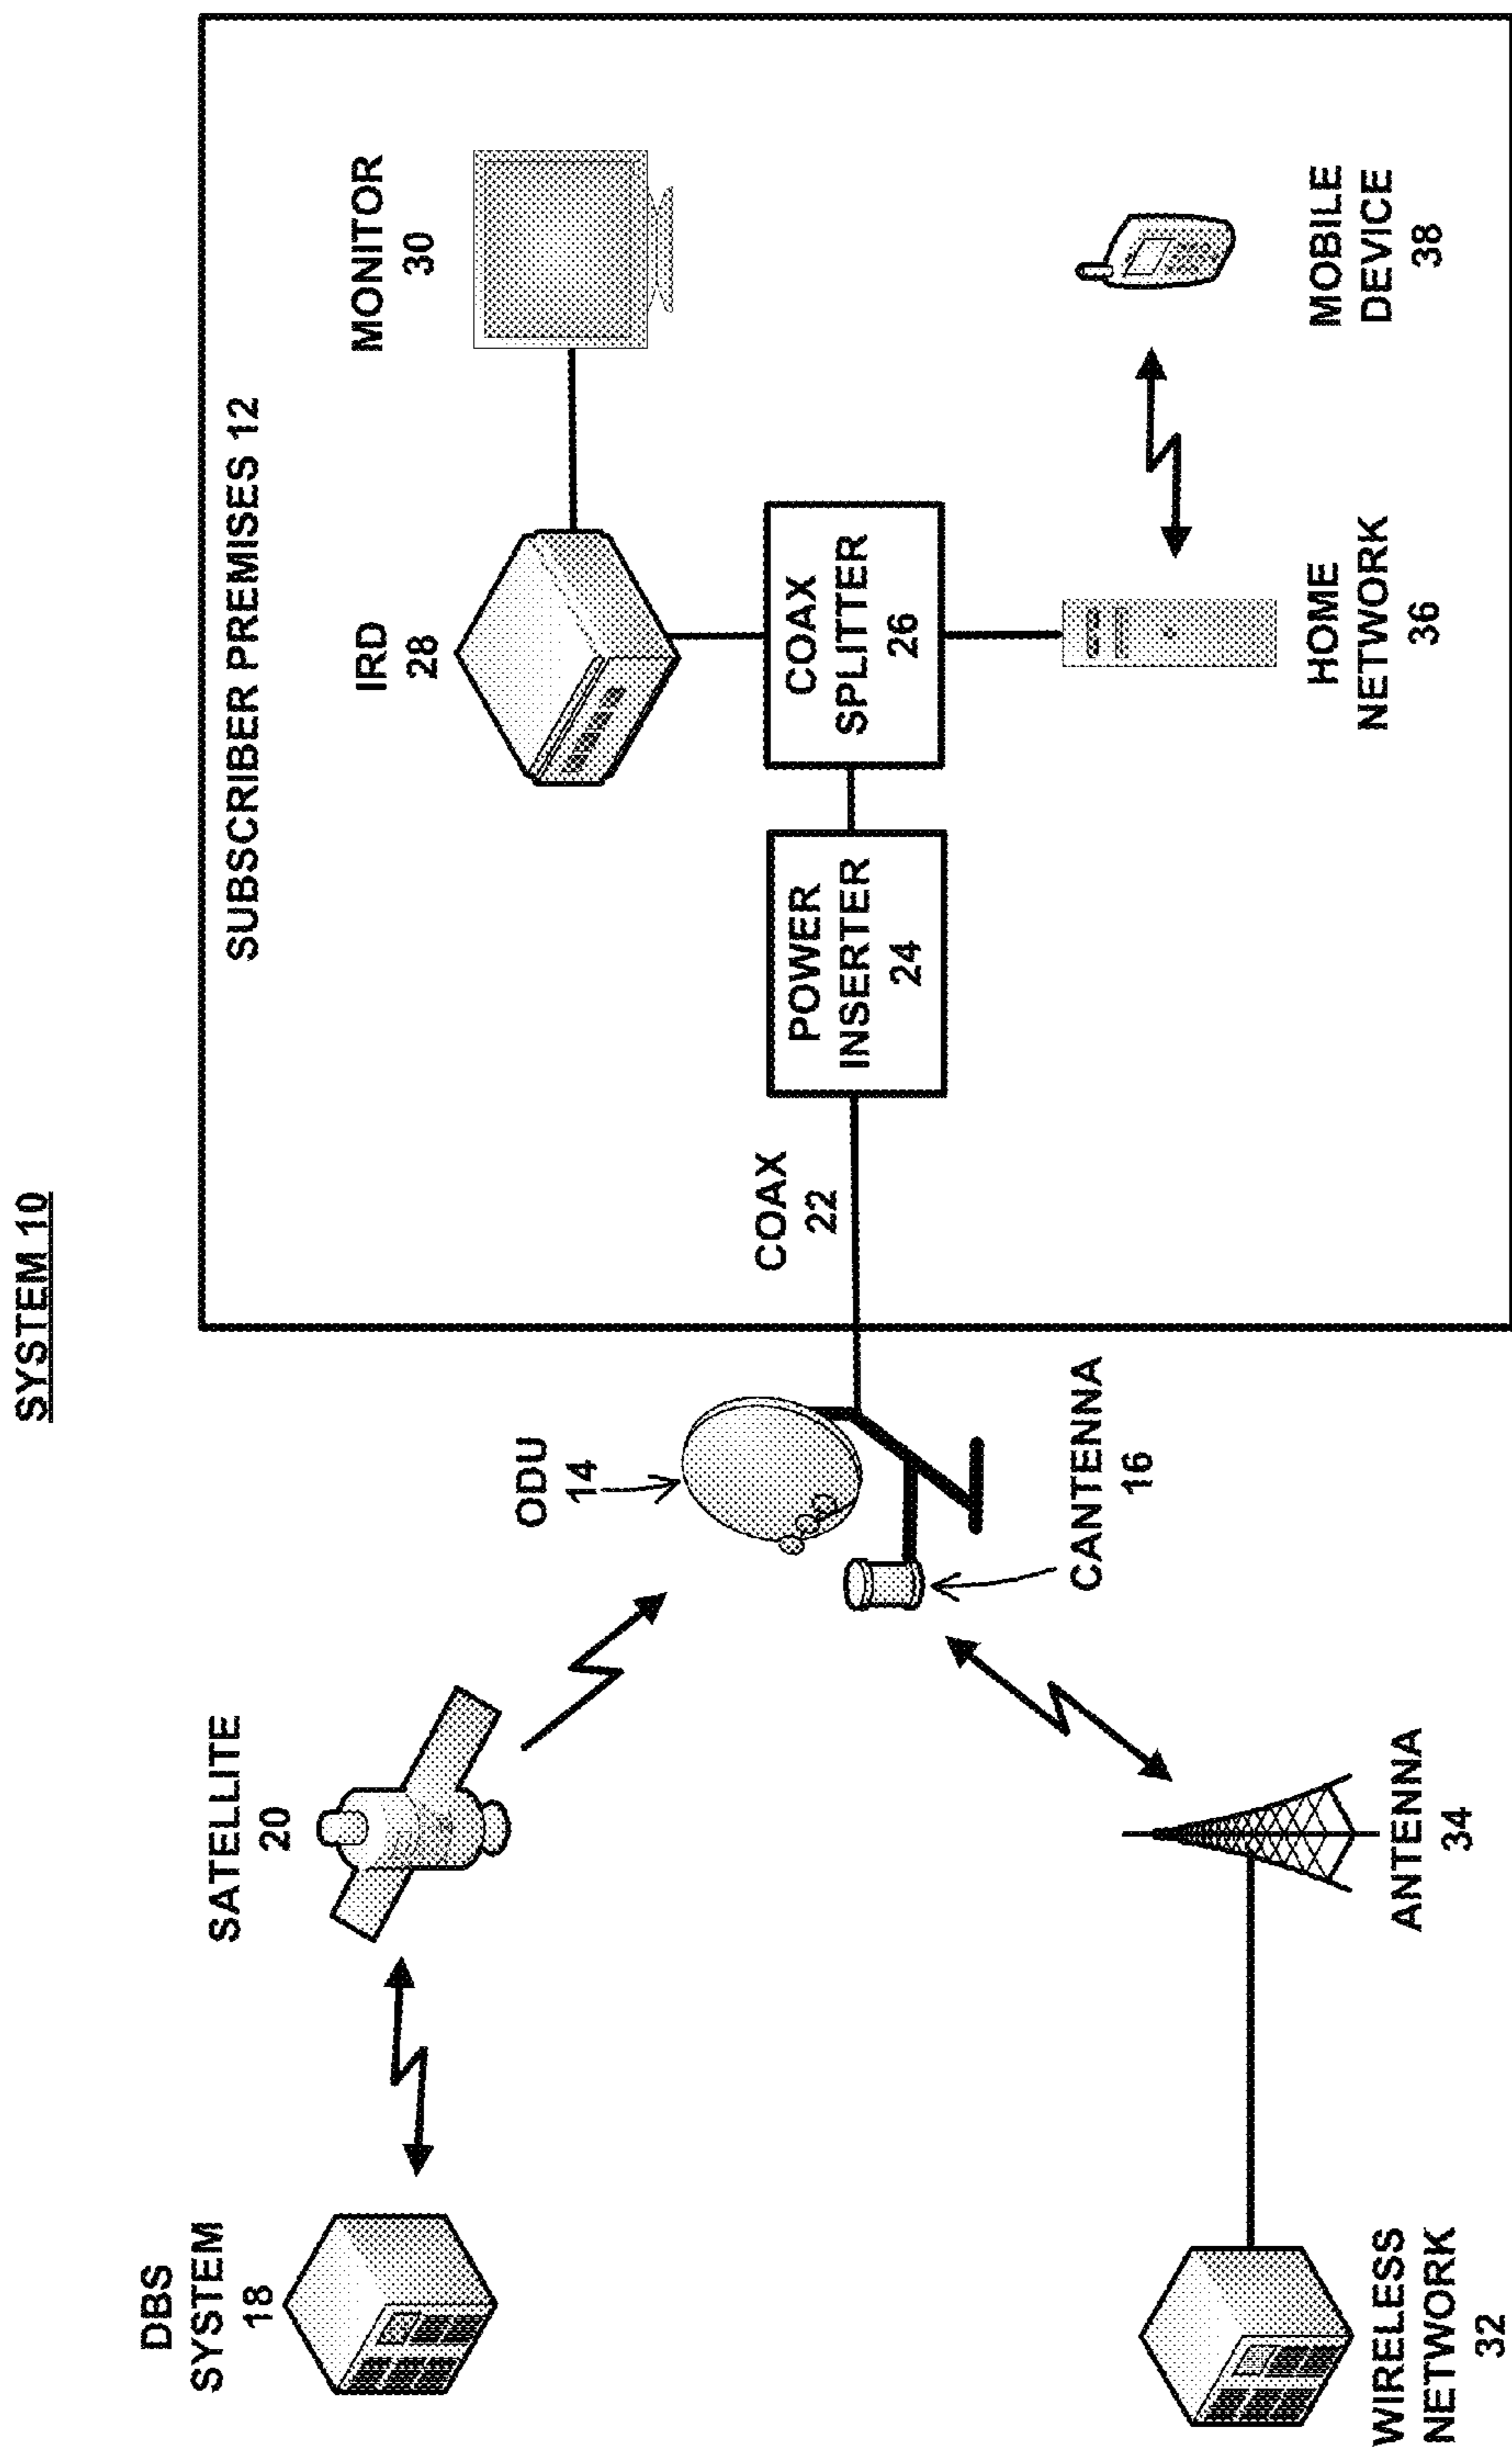 SYSTEM 10
SUBSCRIBER PREMISES 12
DBS
SYSTEM
18
SATELLITE
20
ODU
14
COAX
22
POWER
INSERTER
24
COAX
SPLITTER
26
IRD
28
MONITOR
30
WIRELESS
NETWORK
32
ANTENNA
34
CANTENNA
16
HOME
NETWORK
36
MOBILE
DEVICE
38